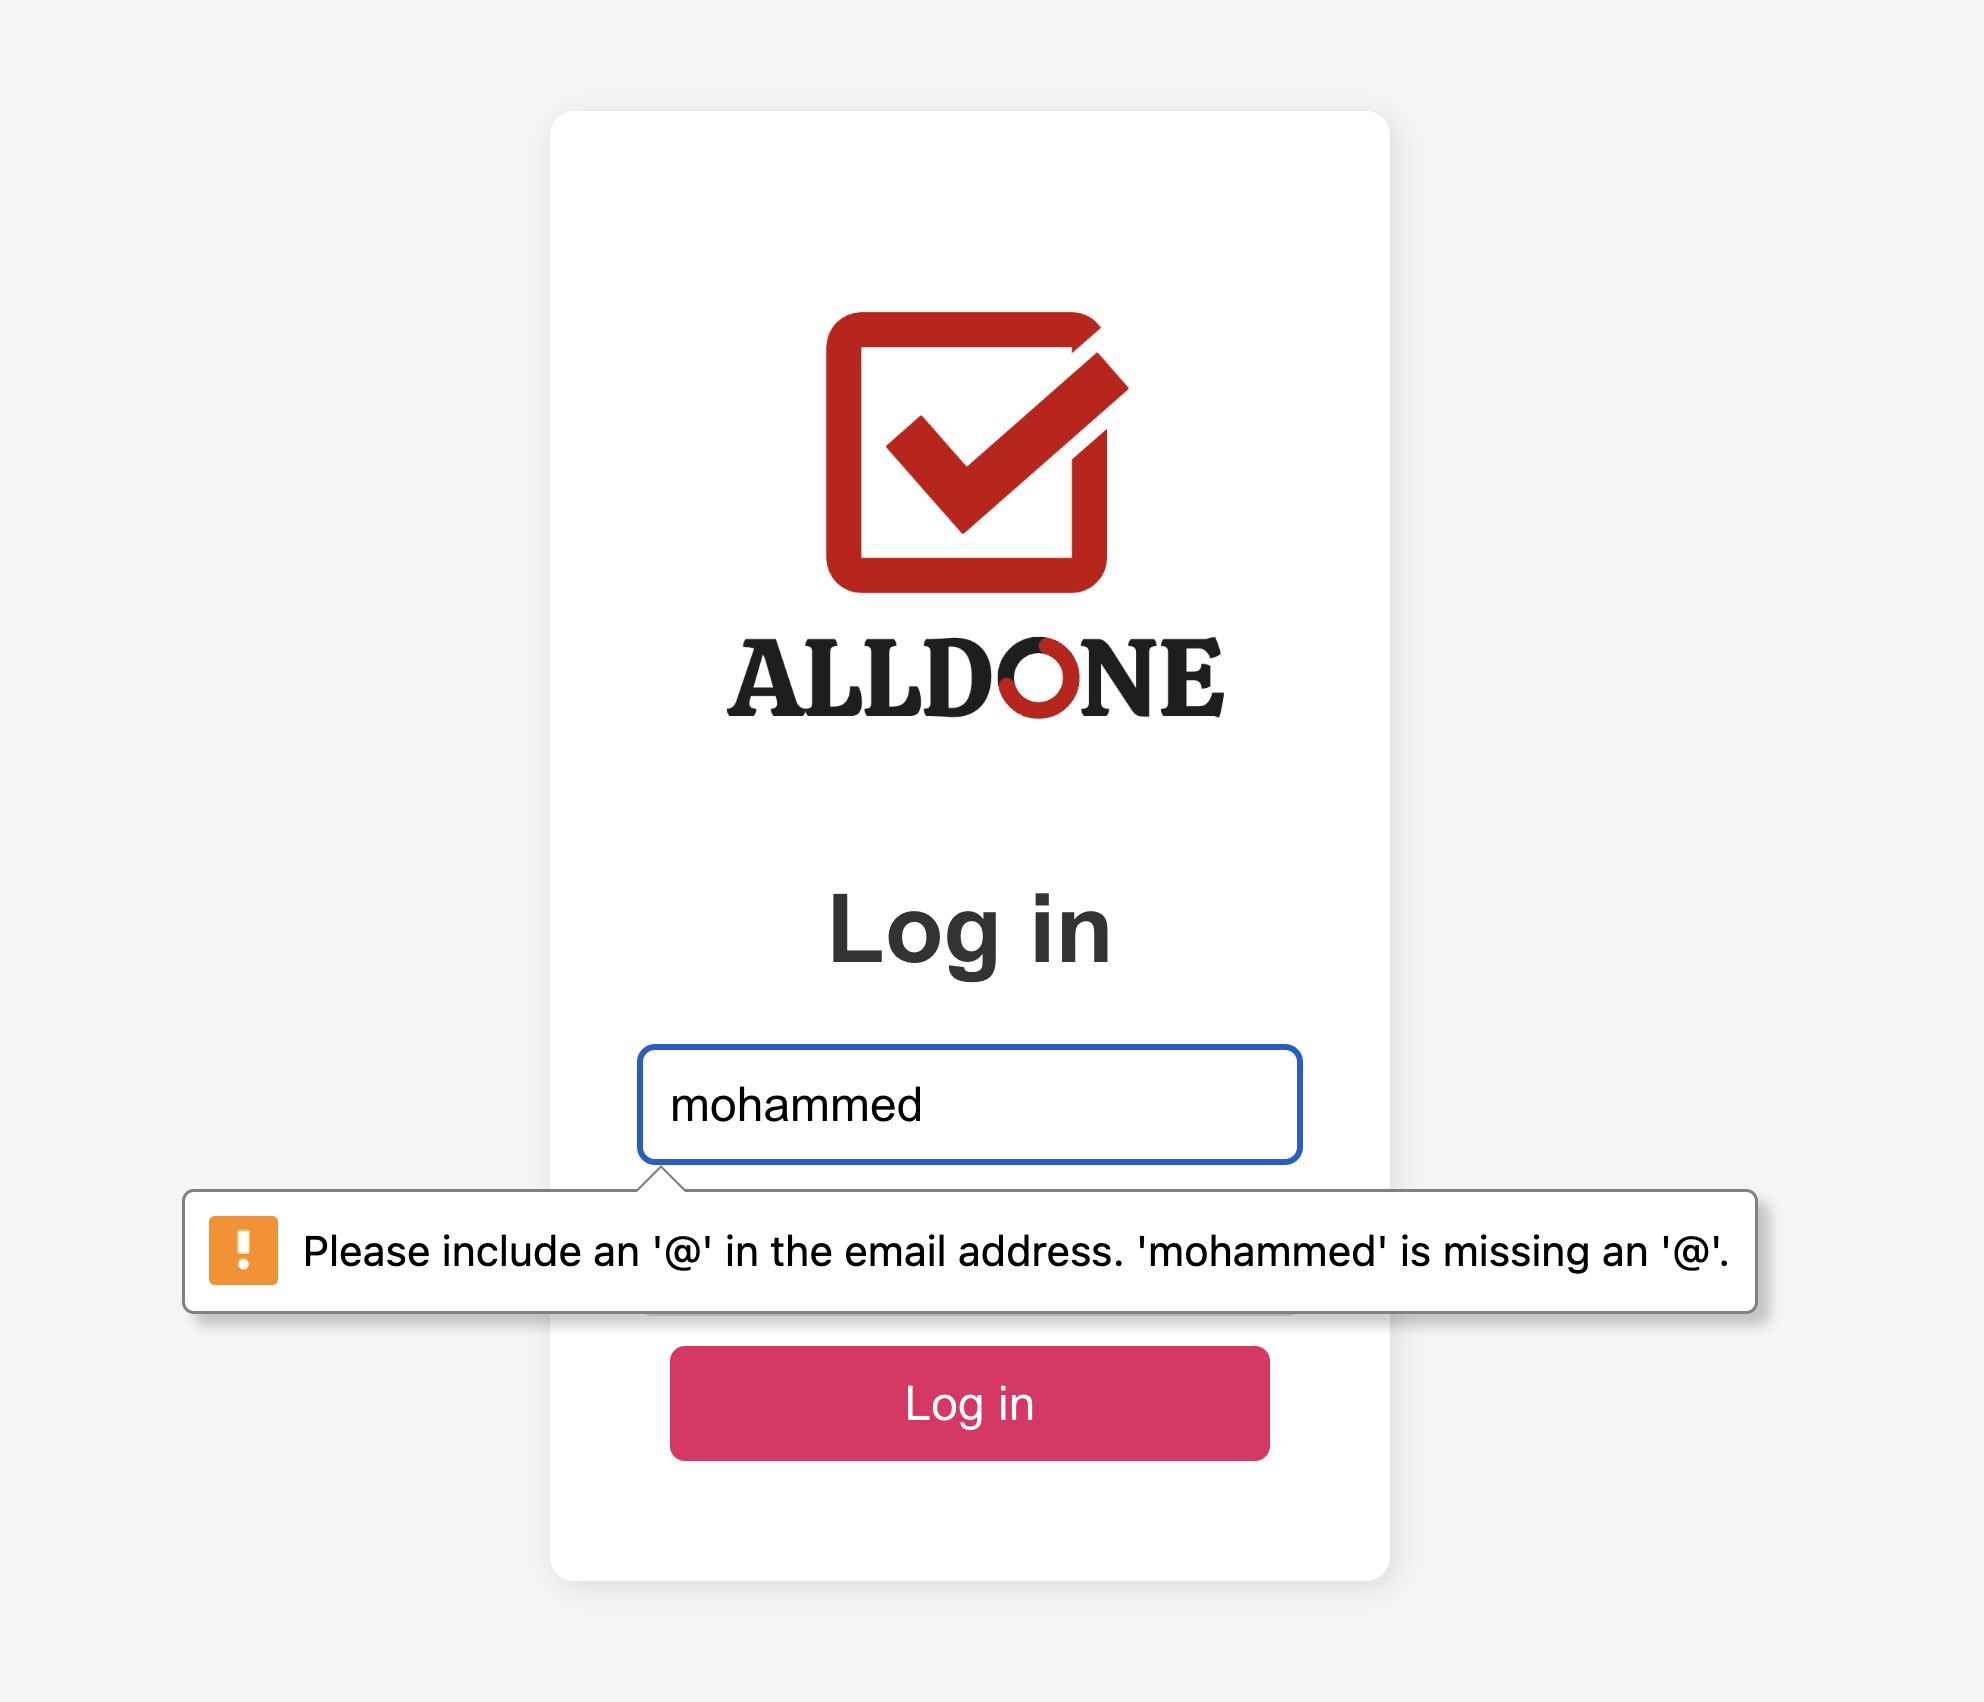 ALLDONE
Log in
mohammed
Please include an '@' in the email address. 'mohammed' is missing an '@'.
Log in